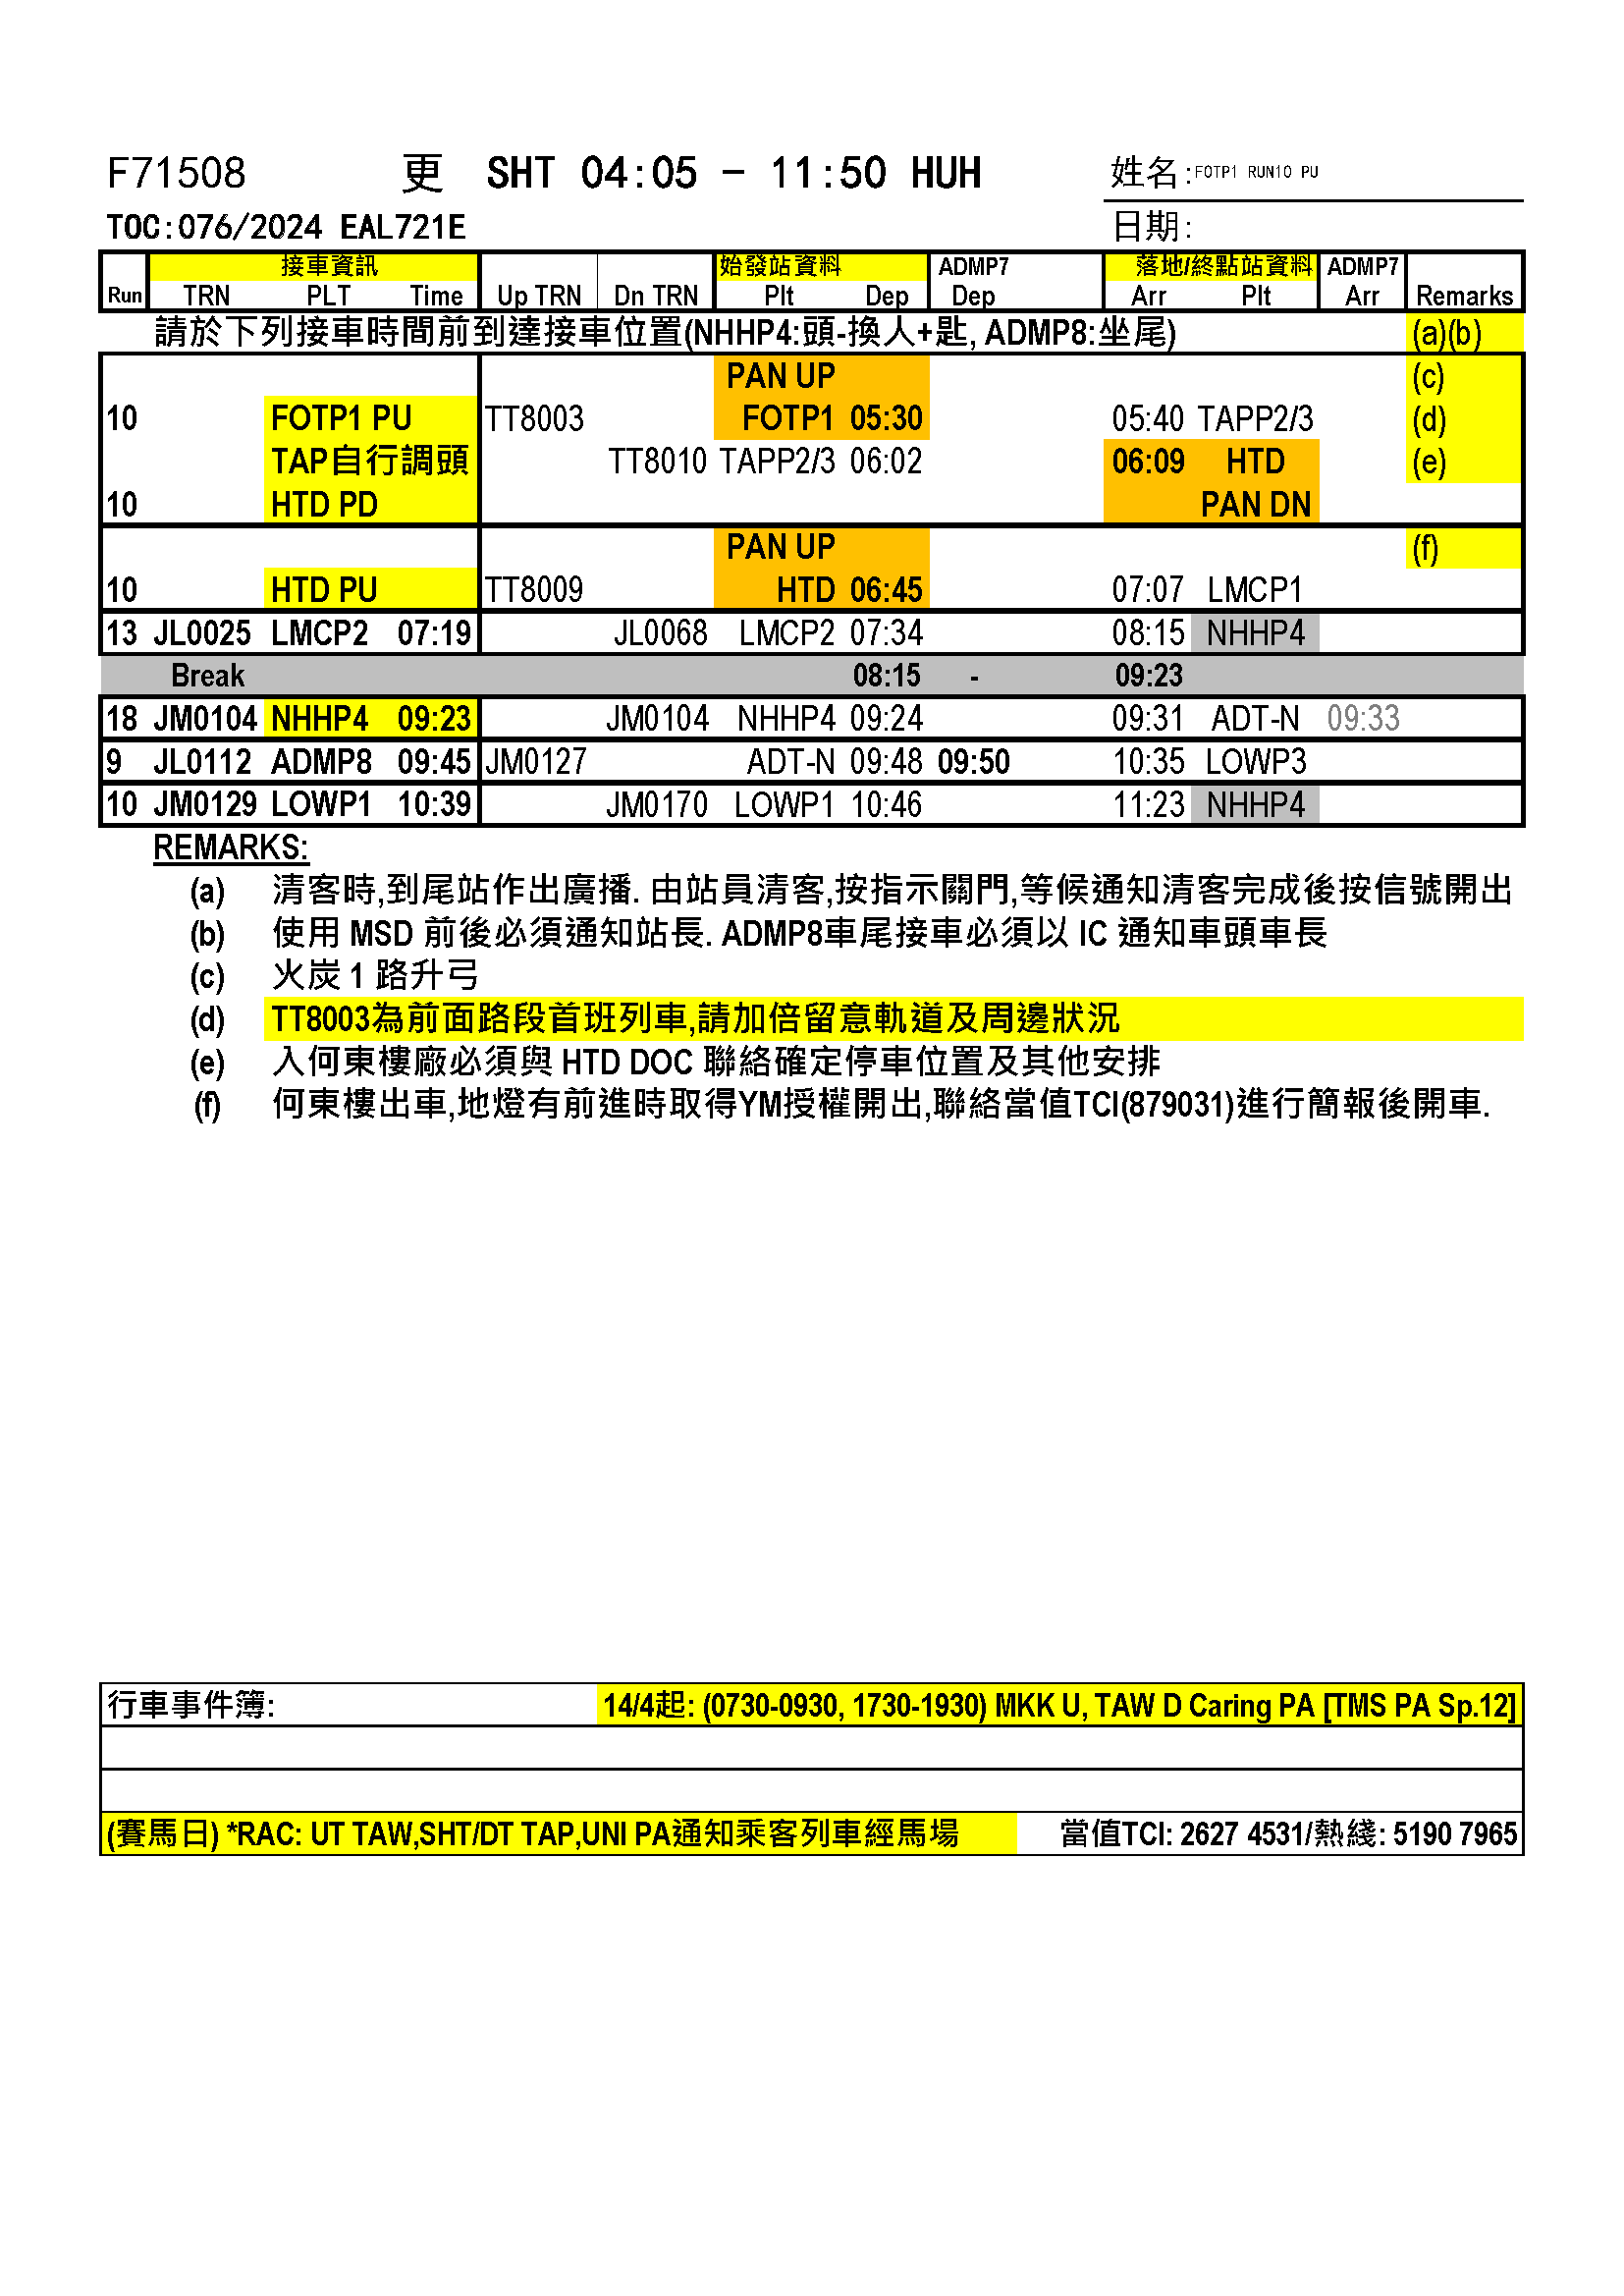 F71508 更 SHT 04:05 - 11:50 HUH 姓名:FOTP1 RUN10 PU
TOC:076/2024 EAL721E 日期:
接車資訊 始發站資料 ADMP7 落地/終點站資料 ADMP7
Run TRN PLT Time Up TRN Dn TRN Plt Dep Dep Arr Plt Arr Remarks
請於下列接車時間前到達接車位置(NHHP4:頭-換人+匙, ADMP8:坐尾) (a)(b)
PAN UP (c)
10 FOTP1 PU TT8003 FOTP1 05:30 05:40 TAPP2/3 (d)
TAP自行調頭 TT8010 TAPP2/3 06:02 06:09 HTD (e)
10 HTD PD PAN DN
PAN UP (f)
10 HTD PU TT8009 HTD 06:45 07:07 LMCP1
13 JL0025 LMCP2 07:19 JL0068 LMCP2 07:34 08:15 NHHP4
Break 08:15 - 09:23
18 JM0104 NHHP4 09:23 JM0104 NHHP4 09:24 09:31 ADT-N 09:33
9 JL0112 ADMP8 09:45 JM0127 ADT-N 09:48 09:50 10:35 LOWP3
10 JM0129 LOWP1 10:39 JM0170 LOWP1 10:46 11:23 NHHP4
REMARKS:
(a) 清客時,到尾站作出廣播. 由站員清客,按指示關門,等候通知清客完成後按信號開出
(b) 使用 MSD 前後必須通知站長. ADMP8車尾接車必須以 IC 通知車頭車長
(c) 火炭 1 路升弓
(d) TT8003為前面路段首班列車,請加倍留意軌道及周邊狀況
(e) 入何東樓廠必須與 HTD DOC 聯絡確定停車位置及其他安排
(f) 何東樓出車,地燈有前進時取得YM授權開出,聯絡當值TCI(879031)進行簡報後開車.
行車事件簿: 14/4起: (0730-0930, 1730-1930) MKK U, TAW D Caring PA [TMS PA Sp.12]
(賽馬日) *RAC: UT TAW,SHT/DT TAP,UNI PA通知乘客列車經馬場 當值TCI: 2627 4531/熱綫: 5190 7965